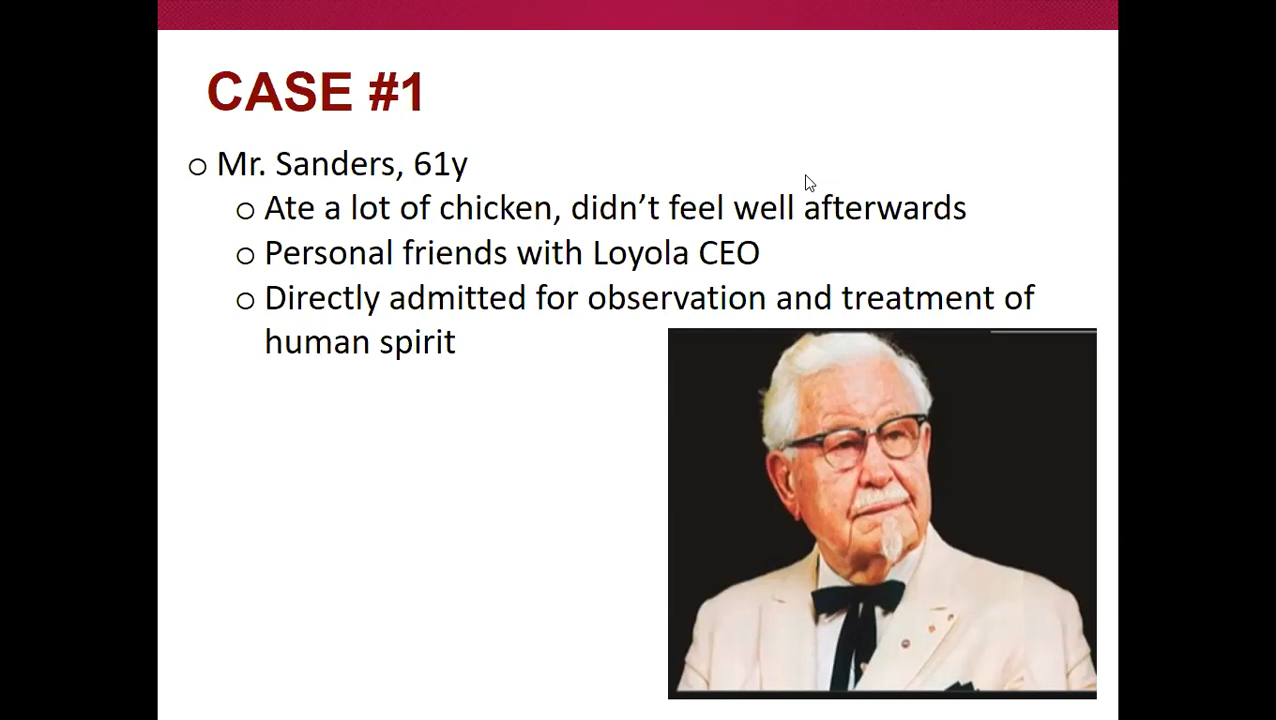 CASE #1
o Mr. Sanders, 61y
o Ate a lot of chicken, didn’t feel well afterwards
o Personal friends with Loyola CEO
o Directly admitted for observation and treatment of
human spirit